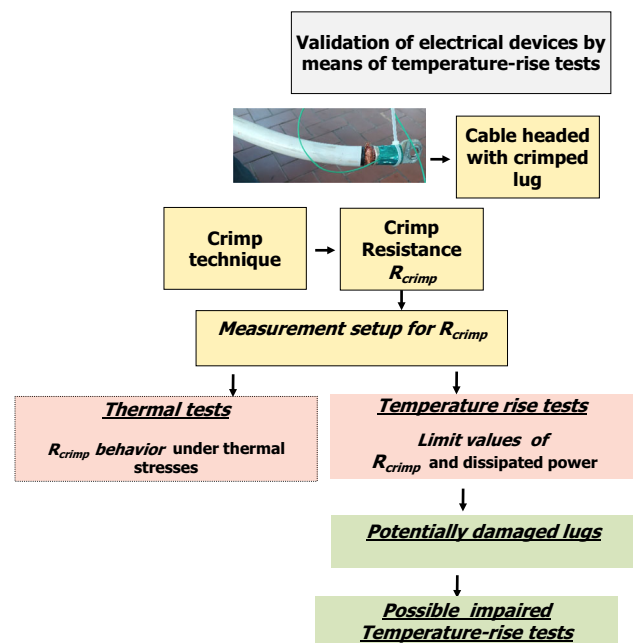 Validation of electrical devices by
means of temperature-rise tests
Cable headed
with crimped
lug
Crimp
technique
Crimp
Resistance
Rcrimp
Measurement setup for Rcrimp
Thermal tests
Rcrimp behavior under thermal
stresses
Temperature rise tests
Limit values of
Rcrimp and dissipated power
Potentially damaged lugs
Possible impaired
Temperature-rise tests